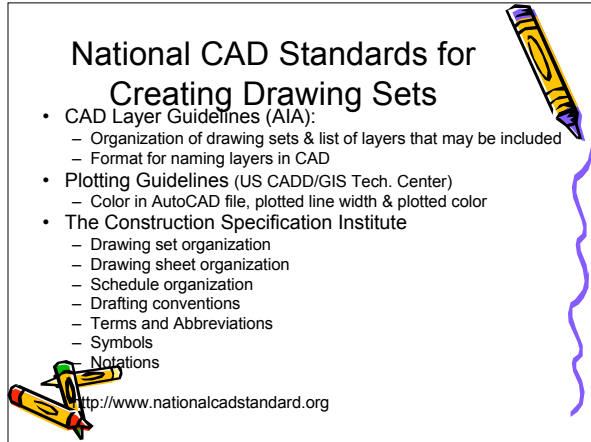 National CAD Standards for
Creating Drawing Sets
• CAD Layer Guidelines (AIA):
– Organization of drawing sets & list of layers that may be included
– Format for naming layers in CAD
• Plotting Guidelines (US CADD/GIS Tech. Center)
– Color in AutoCAD file, plotted line width & plotted color
• The Construction Specification Institute
– Drawing set organization
– Drawing sheet organization
– Schedule organization
– Drafting conventions
– Terms and Abbreviations
– Symbols
– Notations
http://www.nationalcadstandard.org